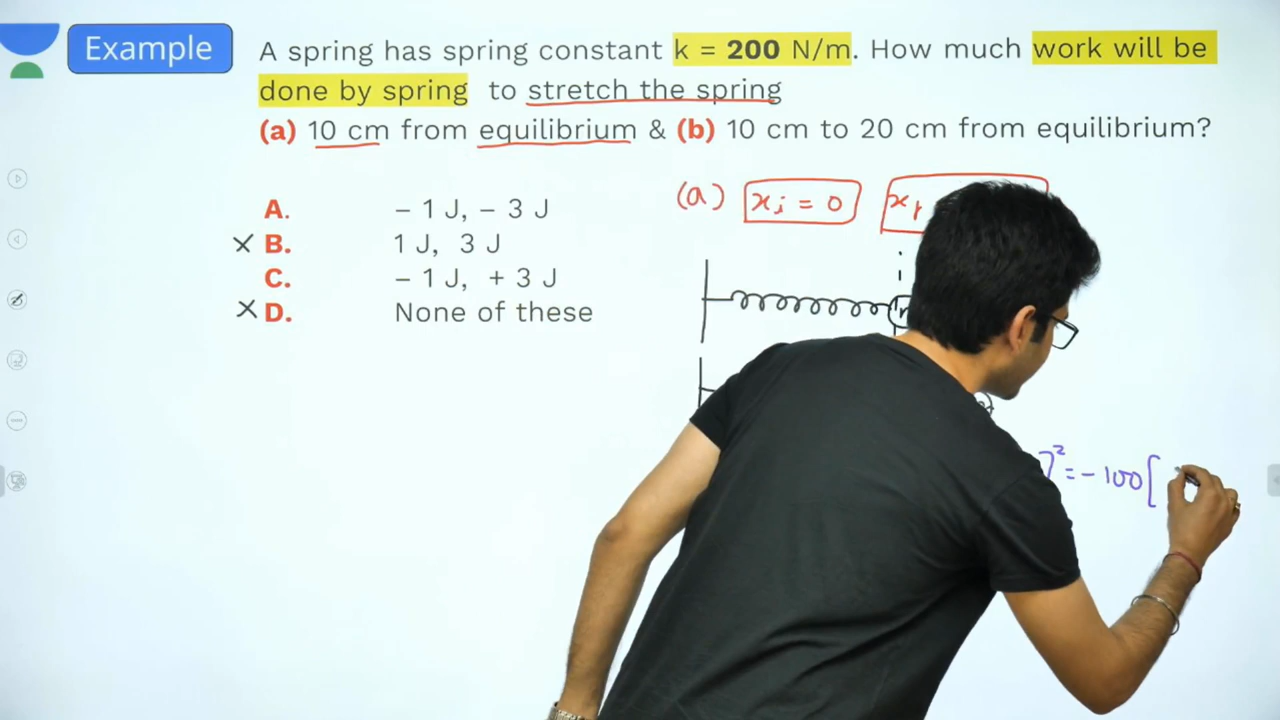 Example
A spring has spring constant k = 200 N/m. How much work will be
done by spring to stretch the spring
(a) 10 cm from equilibrium & (b) 10 cm to 20 cm from equilibrium?
(a) xᵢ = 0
A. – 1 J, – 3 J
× B. 1 J, 3 J
C. – 1 J, + 3 J
× D. None of these
]² = - 100 [